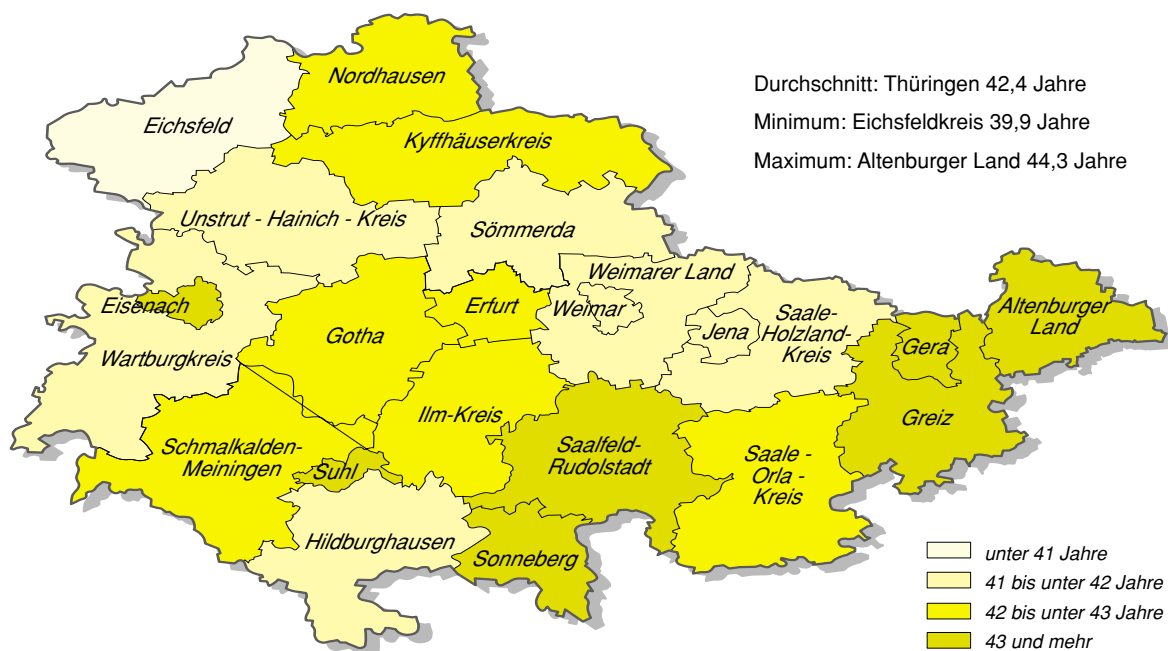 Nordhausen
Durchschnitt: Thüringen 42,4 Jahre
Eichsfeld
Minimum: Eichsfeldkreis 39,9 Jahre
Kyffhäuserkreis
Maximum: Altenburger Land 44,3 Jahre
Unstrut - Hainich - Kreis
Sömmerda
Weimarer Land
Eisenach
Erfurt
Weimar
Saale-
Holzland-
Kreis
Altenburger
Land
Gotha
Jena
Gera
Wartburgkreis
Ilm-Kreis
Greiz
Schmalkalden-
Meiningen
Suhl
Saalfeld-
Rudolstadt
Saale -
Orla -
Kreis
Hildburghausen
Sonneberg
unter 41 Jahre
41 bis unter 42 Jahre
42 bis unter 43 Jahre
43 und mehr